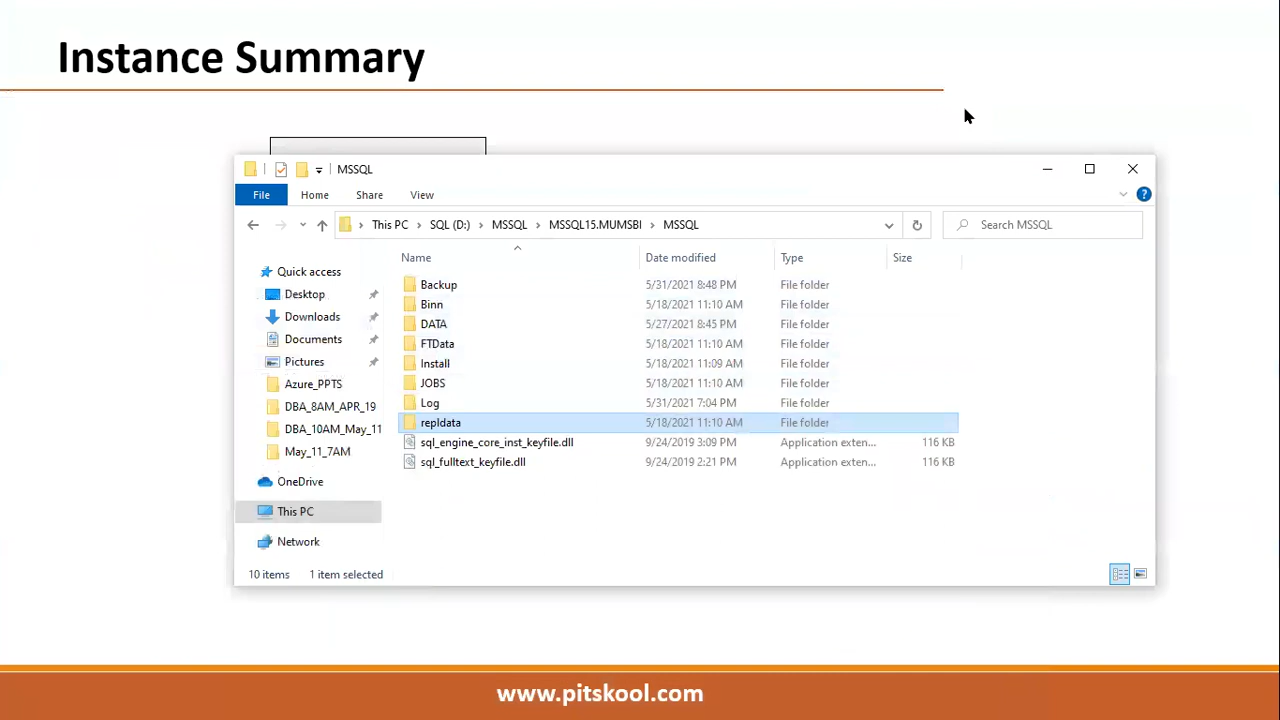 Instance Summary
MSSQL
File Home Share View
This PC SQL (D:) MSSQL MSSQL15.MUMSBI MSSQL Search MSSQL
Name Date modified Type Size
Quick access
Desktop
Downloads
Documents
Pictures
Azure_PPTS
DBA_8AM_APR_19
DBA_10AM_May_11
May_11_7AM
OneDrive
This PC
Network
Backup 5/31/2021 8:48 PM File folder
Binn 5/18/2021 11:10 AM File folder
DATA 5/27/2021 8:45 PM File folder
FTData 5/18/2021 11:10 AM File folder
Install 5/18/2021 11:09 AM File folder
JOBS 5/18/2021 11:10 AM File folder
Log 5/31/2021 7:04 PM File folder
repldata 5/18/2021 11:10 AM File folder
sql_engine_core_inst_keyfile.dll 9/24/2019 3:09 PM Application exten... 116 KB
sql_fulltext_keyfile.dll 9/24/2019 2:21 PM Application exten... 116 KB
10 items 1 item selected
www.pitskool.com